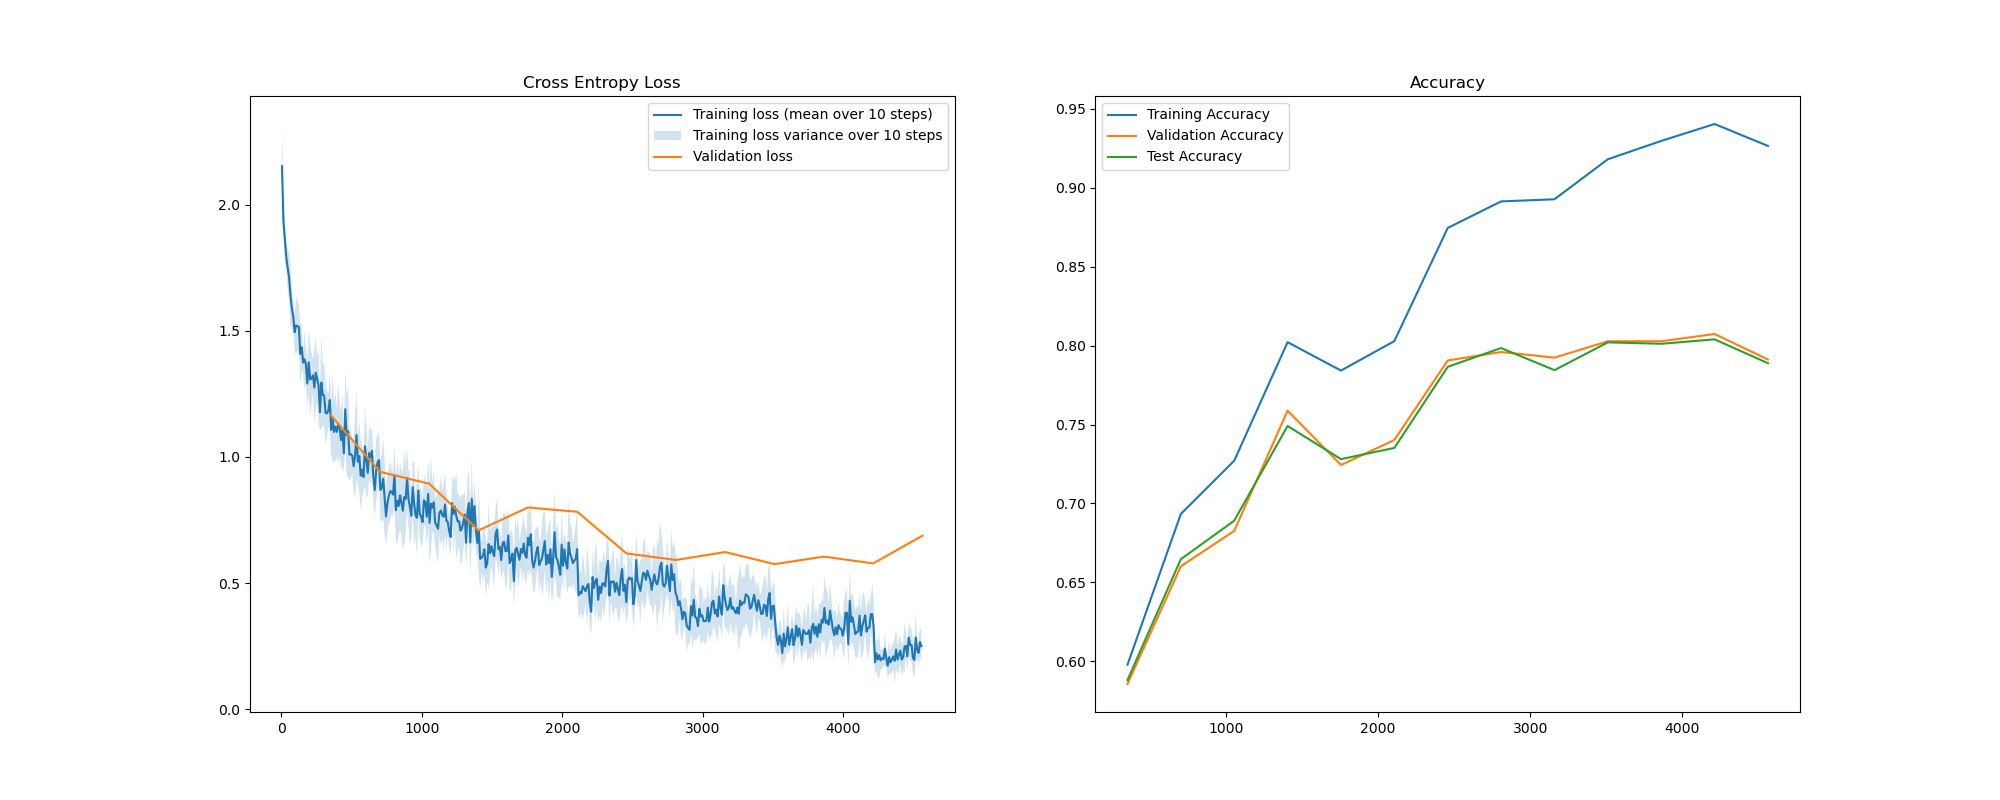 Cross Entropy Loss
Training loss (mean over 10 steps)
Training loss variance over 10 steps
Validation loss
2.0
1.5
1.0
0.5
0.0
0
1000
2000
3000
4000
Accuracy
Training Accuracy
Validation Accuracy
Test Accuracy
0.95
0.90
0.85
0.80
0.75
0.70
0.65
0.60
1000
2000
3000
4000